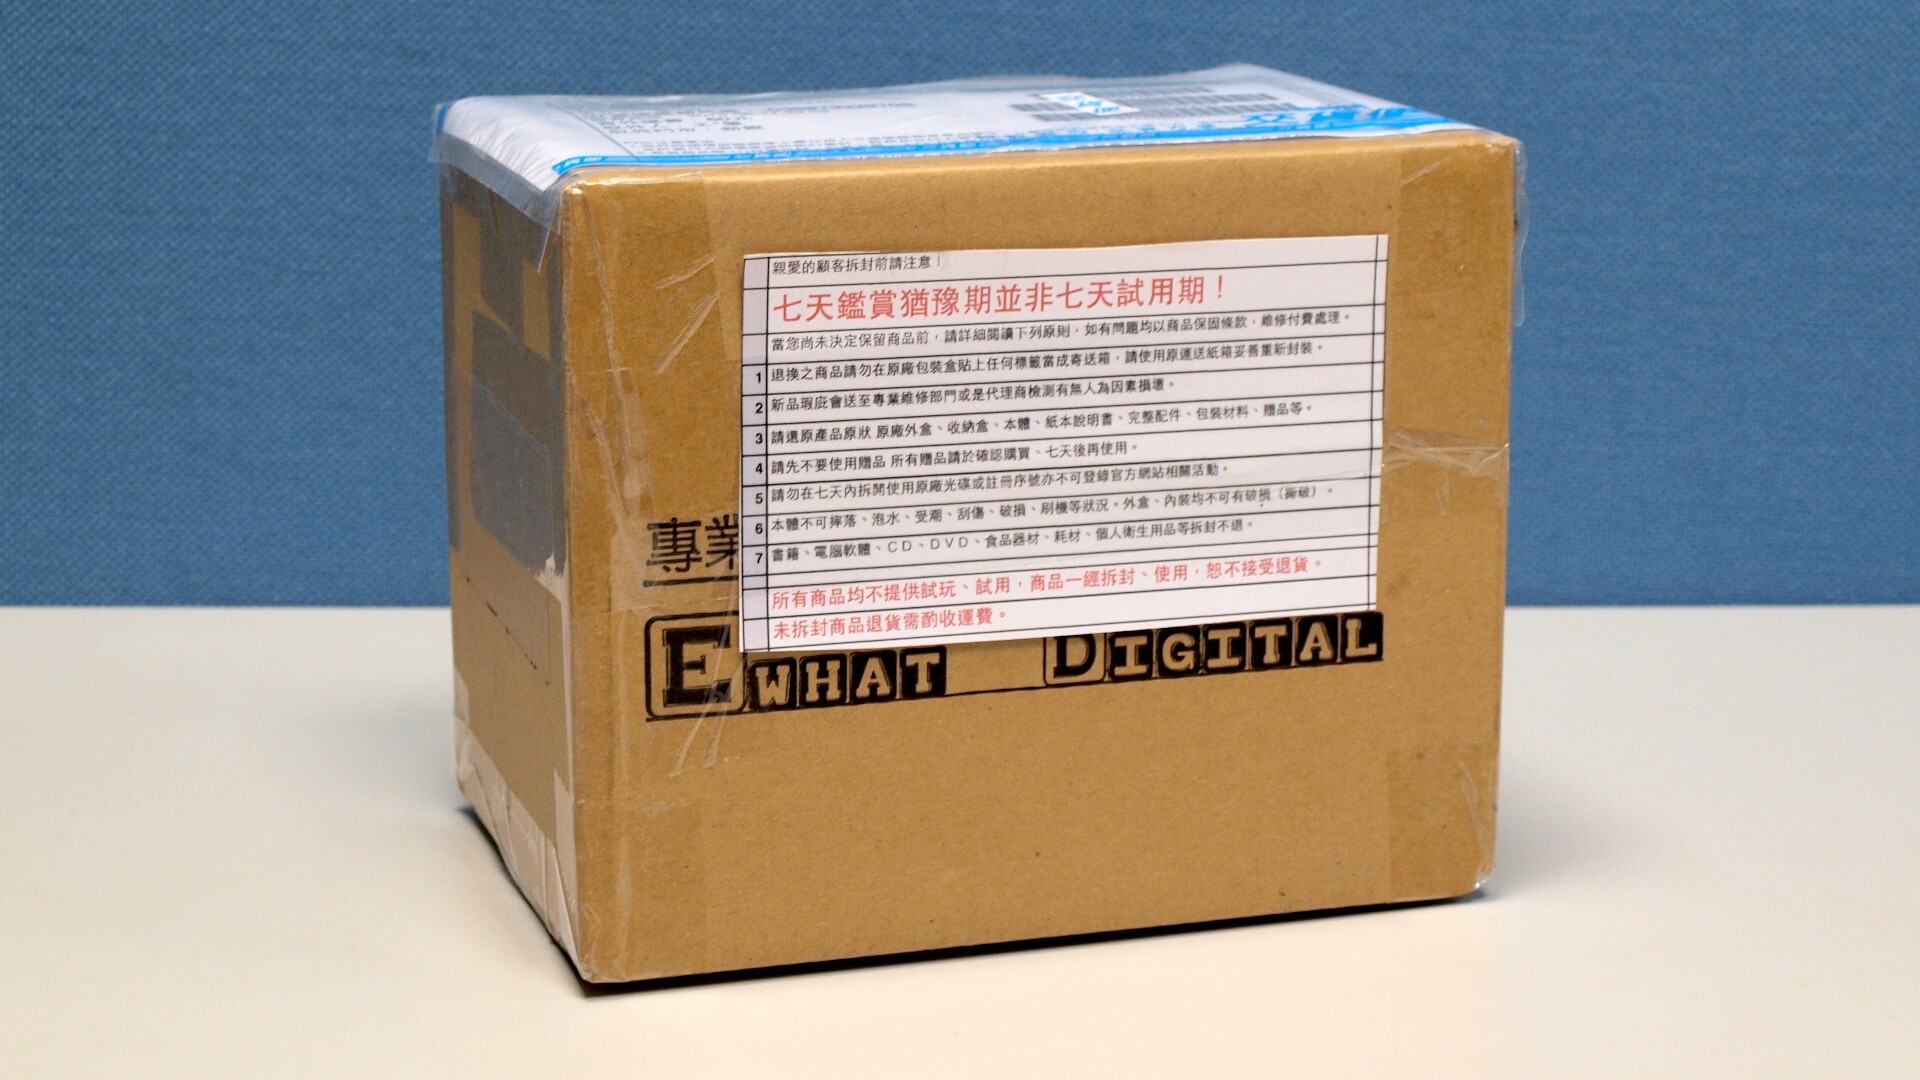 親愛的顧客拆封前請注意！
七天鑑賞猶豫期並非七天試用期！
當您尚未決定保留商品前，請詳細閱讀下列原則，如有問題均以商品保固條款，維修付費處理。
1 退換之商品請勿在原廠包裝盒貼上任何標籤當成寄送箱，請使用原運送紙箱妥善重新封裝。
2 新品瑕疵會送至專業維修部門或是代理商檢測有無人為因素損壞。
3 請還原產品原狀 原廠外盒、收納盒、本體、紙本說明書、完整配件、包裝材料、贈品等。
4 請先不要使用贈品 所有贈品請於確認購買、七天後再使用。
5 請勿在七天內拆開使用原廠光碟或註冊序號亦不可登錄官方網站相關活動。
6 本體不可摔落、泡水、受潮、刮傷、破損、刷機等狀況。外盒、內裝均不可有破損（撕破）。
7 書籍、電腦軟體、CD、DVD、食品器材、耗材、個人衛生用品等拆封不退。
所有商品均不提供試玩、試用，商品一經拆封、使用，恕不接受退貨。
未拆封商品退貨需酌收運費。
專業
EWHAT DIGITAL